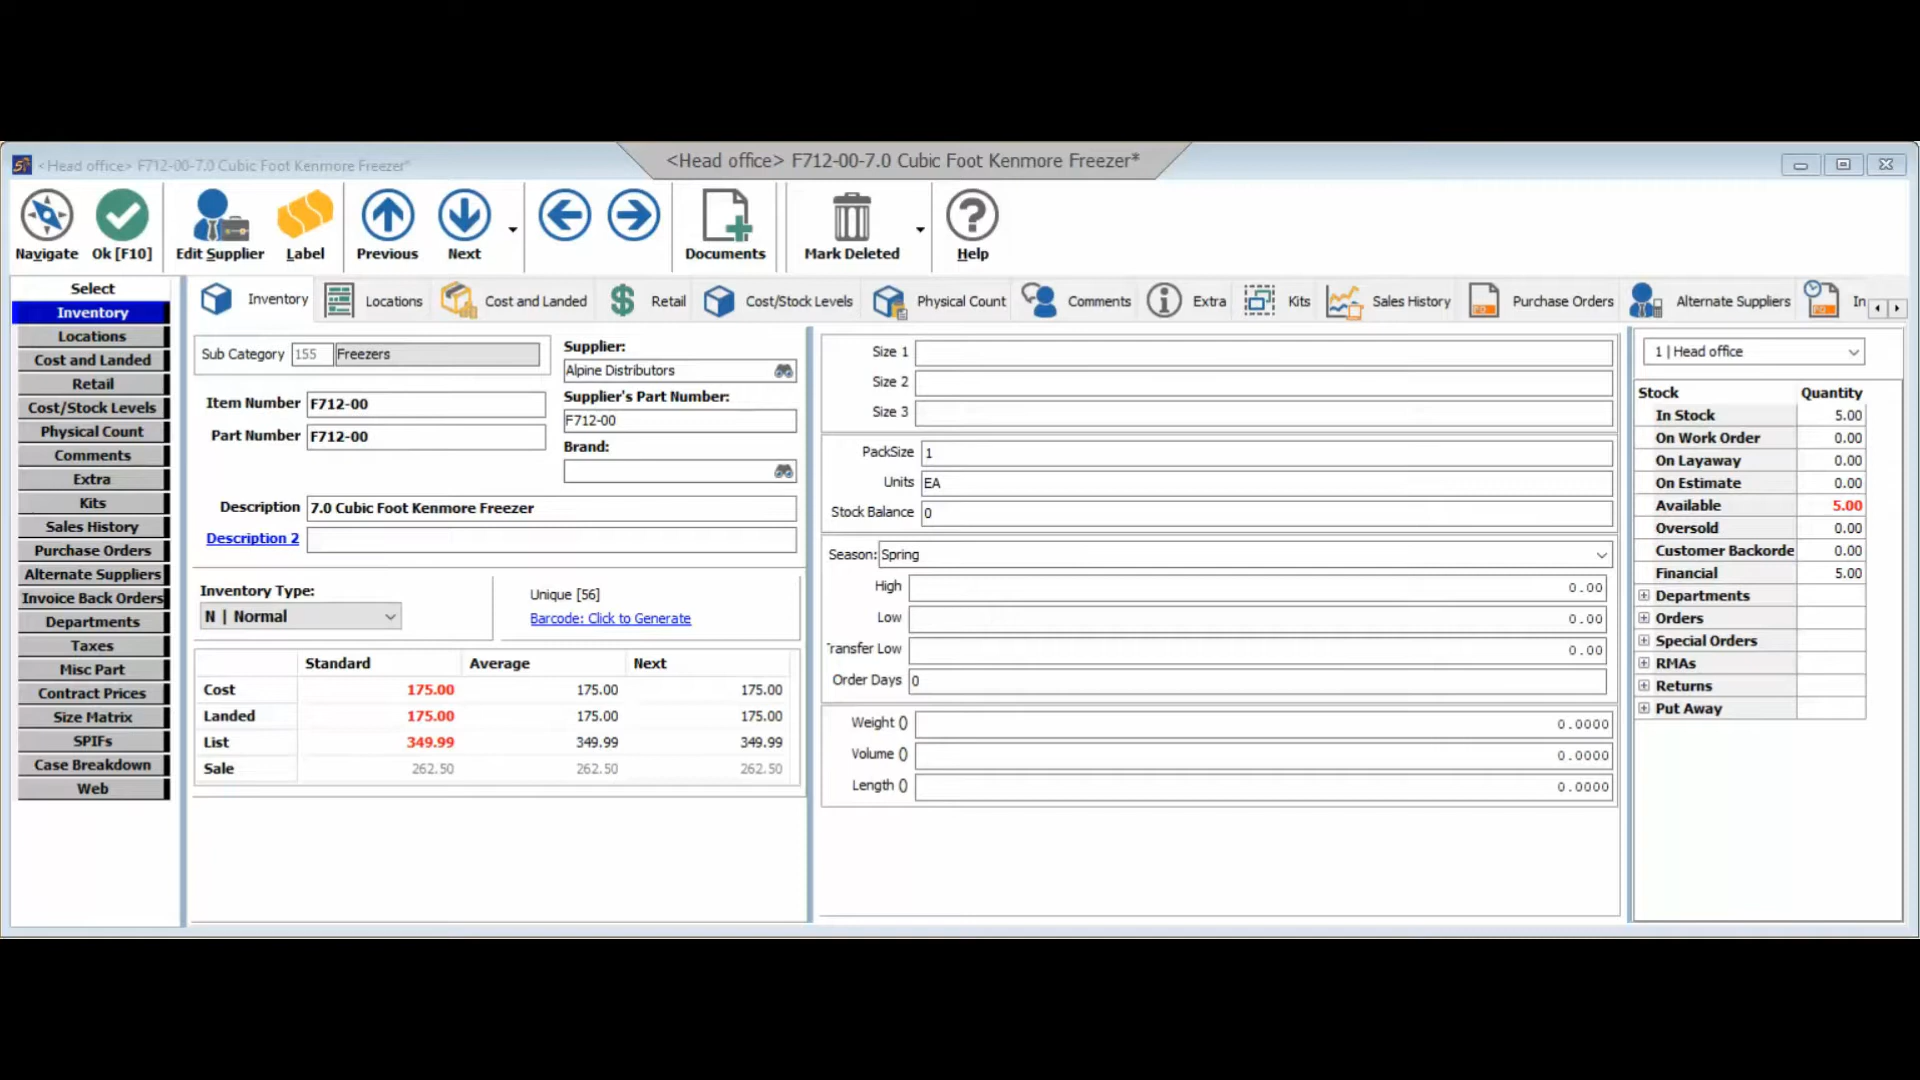 <Head office> F712-00-7.0 Cubic Foot Kenmore Freezer*
<Head office> F712-00-7.0 Cubic Foot Kenmore Freezer*
Navigate Ok [F10] Edit Supplier Label Previous Next Documents Mark Deleted Help
Select
Inventory
Locations
Cost and Landed
Retail
Cost/Stock Levels
Physical Count
Comments
Extra
Kits
Sales History
Purchase Orders
Alternate Suppliers
Invoice Back Orders
Departments
Taxes
Misc Part
Contract Prices
Size Matrix
SPIFs
Case Breakdown
Web
Inventory Locations Cost and Landed Retail Cost/Stock Levels Physical Count Comments Extra Kits Sales History Purchase Orders Alternate Suppliers In
Sub Category 155 Freezers
Item Number F712-00
Part Number F712-00
Supplier:
Alpine Distributors
Supplier's Part Number:
F712-00
Brand:
Description 7.0 Cubic Foot Kenmore Freezer
Description 2
Inventory Type:
N | Normal
Unique [56]
Barcode: Click to Generate
Standard Average Next
Cost 175.00 175.00 175.00
Landed 175.00 175.00 175.00
List 349.99 349.99 349.99
Sale 262.50 262.50 262.50
Size 1
Size 2
Size 3
PackSize 1
Units EA
Stock Balance 0
Season: Spring
High 0.00
Low 0.00
Transfer Low 0.00
Order Days 0
Weight () 0.0000
Volume () 0.0000
Length () 0.0000
1 | Head office
Stock Quantity
In Stock 5.00
On Work Order 0.00
On Layaway 0.00
On Estimate 0.00
Available 5.00
Oversold 0.00
Customer Backorde 0.00
Financial 5.00
Departments
Orders
Special Orders
RMAs
Returns
Put Away